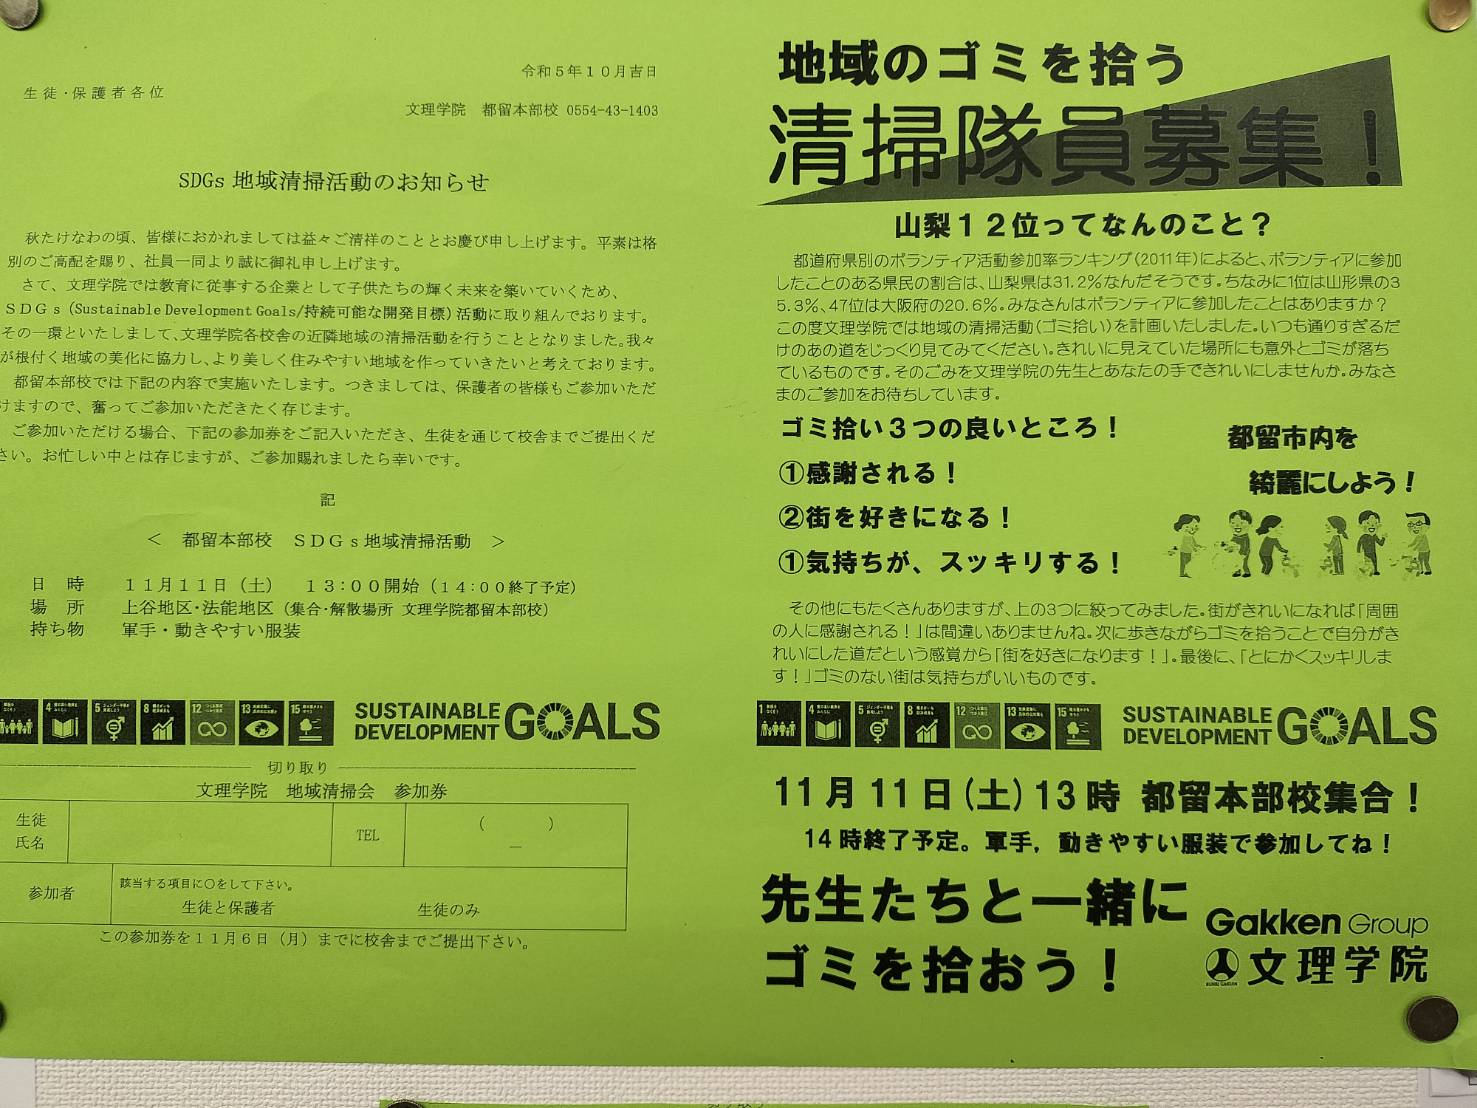 令和5年10月吉日
生徒・保護者各位
文理学院 都留本部校 0554-43-1403
SDGs 地域清掃活動のお知らせ
秋たけなわの頃、皆様におかれましては益々ご清祥のこととお慶び申し上げます。平素は格
別のご高配を賜り、社員一同より誠に御礼申し上げます。
さて、文理学院では教育に従事する企業として子供たちの輝く未来を築いていくため、
SDGs(Sustainable Development Goals/持続可能な開発目標)活動に取り組んでおります。
その一環といたしまして、文理学院各校舎の近隣地域の清掃活動を行うこととなりました。我々
が根付く地域の美化に協力し、より美しく住みやすい地域を作っていきたいと考えております。
都留本部校では下記の内容で実施いたします。つきましては、保護者の皆様もご参加いただ
けますので、奮ってご参加いただきたく存じます。
ご参加いただける場合、下記の参加券をご記入いただき、生徒を通じて校舎までご提出くだ
さい。お忙しい中とは存じますが、ご参加賜れましたら幸いです。
記
< 都留本部校 SDGs地域清掃活動 >
日 時 11月11日(土) 13:00開始(14:00終了予定)
場 所 上谷地区・法能地区(集合・解散場所 文理学院都留本部校)
持ち物 軍手・動きやすい服装
4
5
8
12
13
15
SUSTAINABLE DEVELOPMENT GOALS
切り取り
文理学院 地域清掃会 参加券
生徒氏名
TEL
( )
―
参加者
該当する項目に○をして下さい。
生徒と保護者 生徒のみ
この参加券を11月6日(月)までに校舎までご提出下さい。
地域のゴミを拾う
清掃隊員募集!
山梨12位ってなんのこと?
都道府県別のボランティア活動参加率ランキング(2011年)によると、ボランティアに参加
したことのある県民の割合は、山梨県は31.2%なんだそうです。ちなみに1位は山形県の3
5.3%、47位は大阪府の20.6%。みなさんはボランティアに参加したことはありますか?
この度文理学院では地域の清掃活動(ゴミ拾い)を計画いたしました。いつも通りすぎるだ
けのあの道をじっくり見てみてください。きれいに見えていた場所にも意外とゴミが落ち
ているものです。そのごみを文理学院の先生とあなたの手できれいにしませんか。みなさ
まのご参加をお待ちしています。
ゴミ拾い3つの良いところ!
①感謝される!
②街を好きになる!
①気持ちが、スッキリする!
都留市内を
綺麗にしよう!
その他にもたくさんありますが、上の3つに絞ってみました。街がきれいになれば「周囲
の人に感謝される!」は間違いありませんね。次に歩きながらゴミを拾うことで自分がき
れいにした道だという感覚から「街を好きになります!」。最後に、「とにかくスッキリしま
す!」ゴミのない街は気持ちがいいものです。
1
4
5
8
12
13
15
SUSTAINABLE DEVELOPMENT GOALS
11月11日(土)13時 都留本部校集合!
14時終了予定。軍手,動きやすい服装で参加してね!
先生たちと一緒に
ゴミを拾おう!
Gakken Group
文理学院